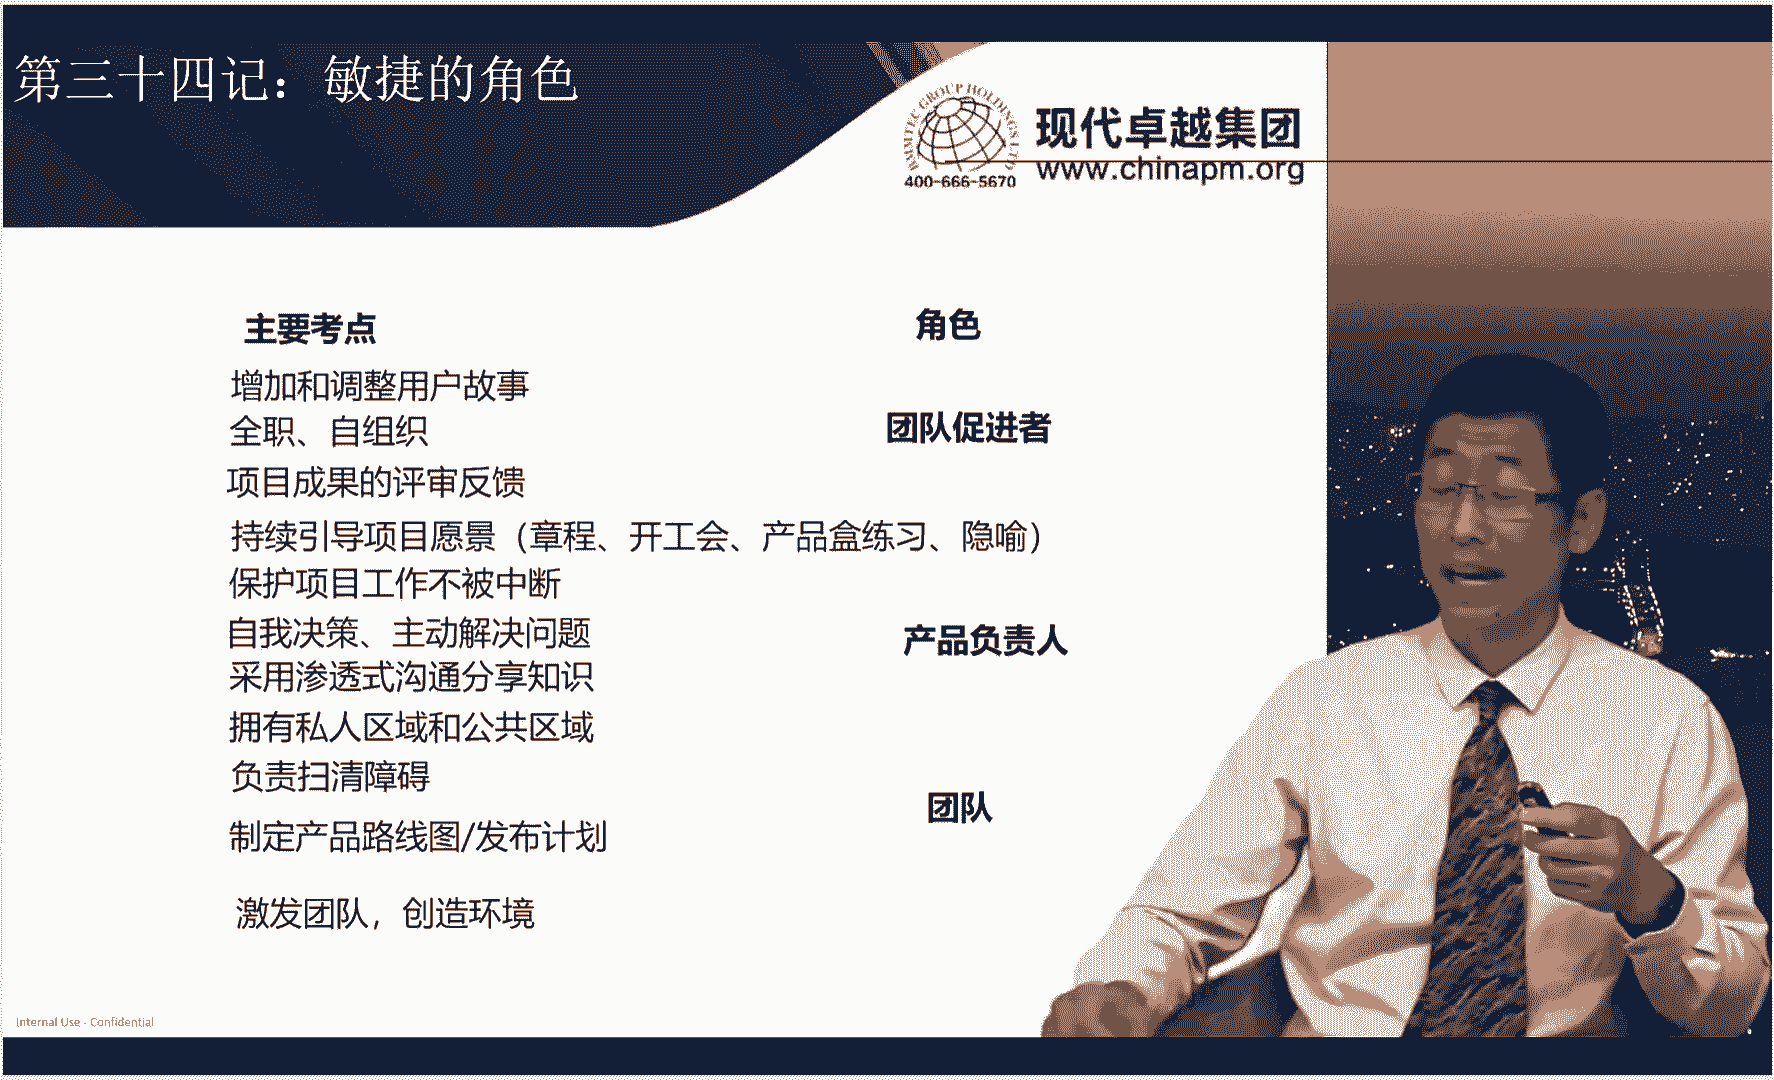 第三十四记：敏捷的角色
IMMTEC GROUP HOLDINGS LTD
400-666-5670
现代卓越集团
www.chinapm.org
主要考点
角色
增加和调整用户故事
全职、自组织
团队促进者
项目成果的评审反馈
持续引导项目愿景（章程、开工会、产品盒练习、隐喻）
保护项目工作不被中断
自我决策、主动解决问题
产品负责人
采用渗透式沟通分享知识
拥有私人区域和公共区域
负责扫清障碍
团队
制定产品路线图/发布计划
激发团队，创造环境
Internal Use - Confidential